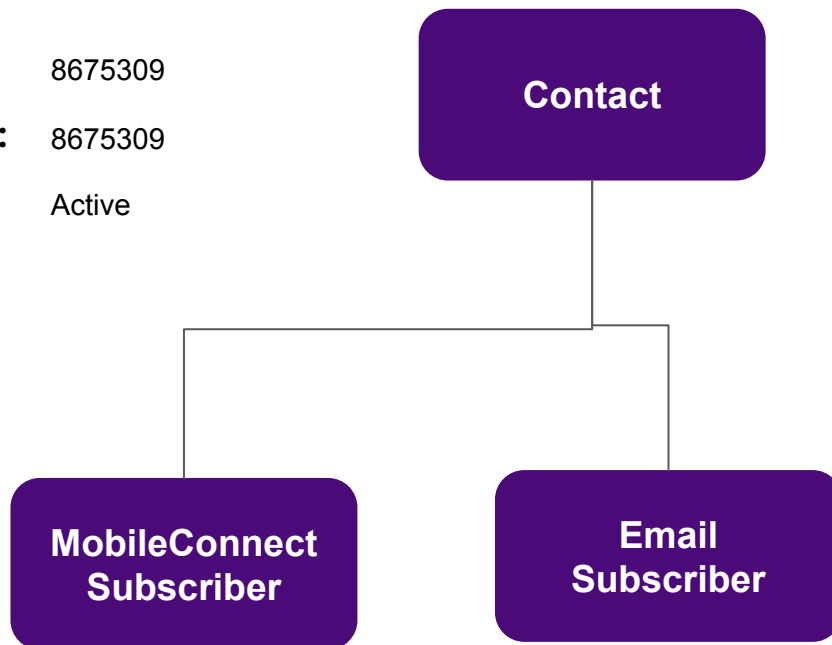 8675309
Contact
: 8675309
Active
MobileConnect
Subscriber
Email
Subscriber